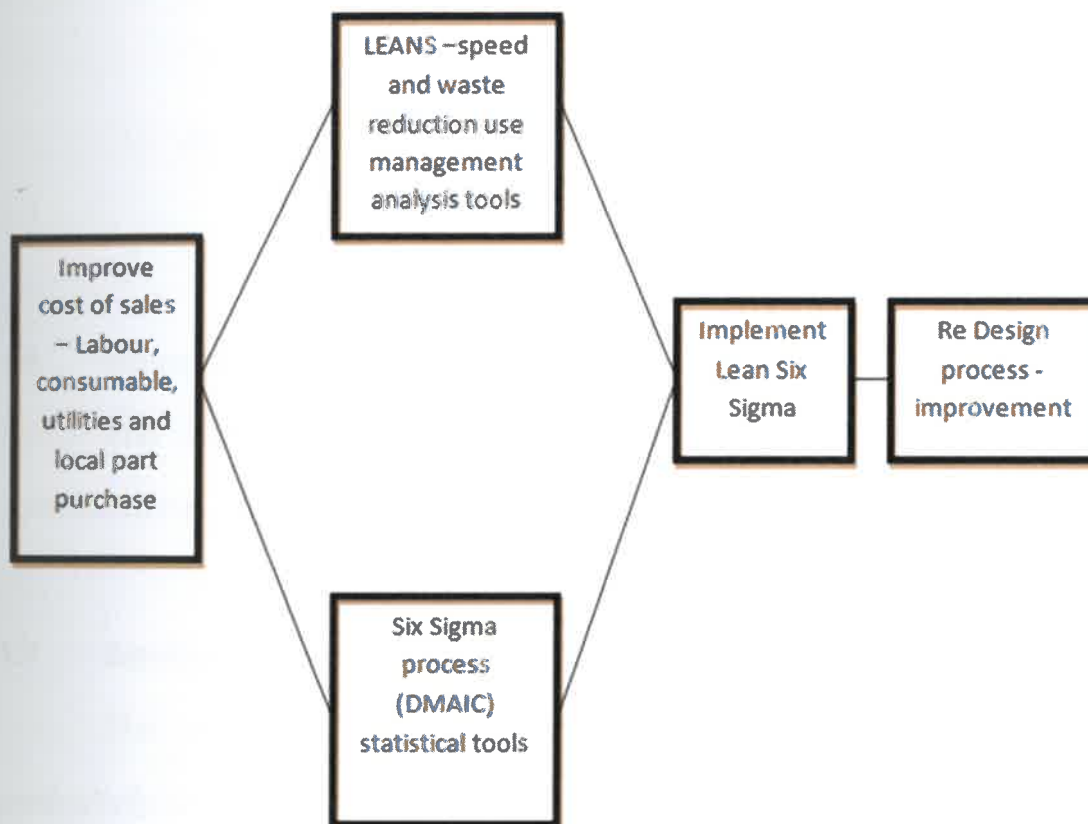 LEANS –speed
and waste
reduction use
management
analysis tools
Improve
cost of sales
– Labour,
consumable,
utilities and
local part
purchase
Implement
Lean Six
Sigma
Re Design
process -
improvement
Six Sigma
process
(DMAIC)
statistical tools